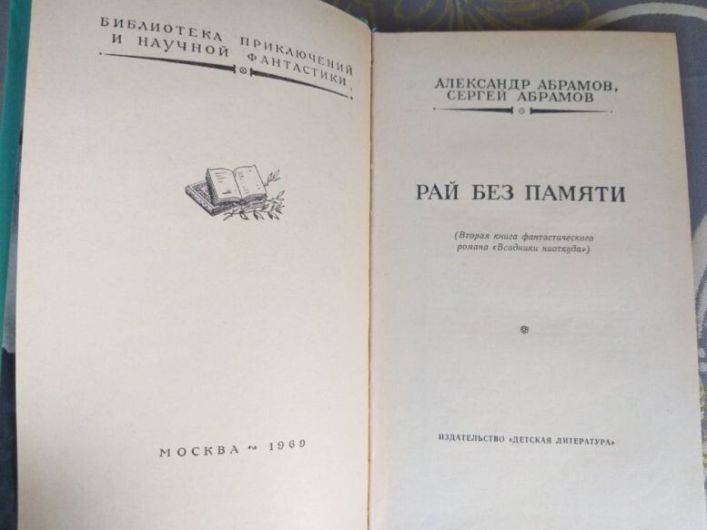 БИБЛИОТЕКА ПРИКЛЮЧЕНИЙ
И НАУЧНОЙ ФАНТАСТИКИ
МОСКВА ~ 1969
АЛЕКСАНДР АБРАМОВ,
СЕРГЕЙ АБРАМОВ
РАЙ БЕЗ ПАМЯТИ
(Вторая книга фантастического
романа «Всадники ниоткуда»)
ИЗДАТЕЛЬСТВО «ДЕТСКАЯ ЛИТЕРАТУРА»